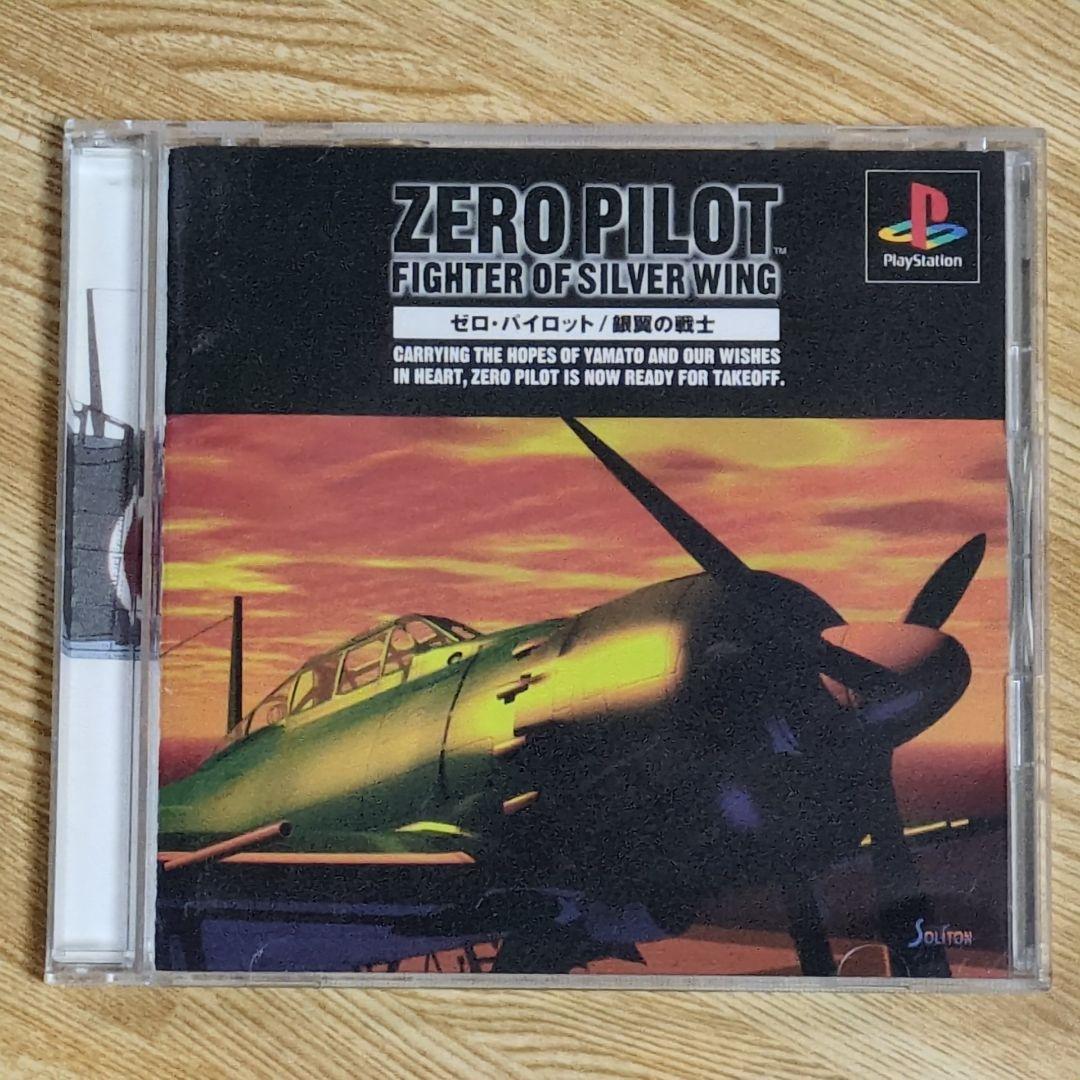 ZERO PILOT™
FIGHTER OF SILVER WING
ゼロ・パイロット/銀翼の戦士
CARRYING THE HOPES OF YAMATO AND OUR WISHES
IN HEART, ZERO PILOT IS NOW READY FOR TAKEOFF.
PlayStation
SOLITON